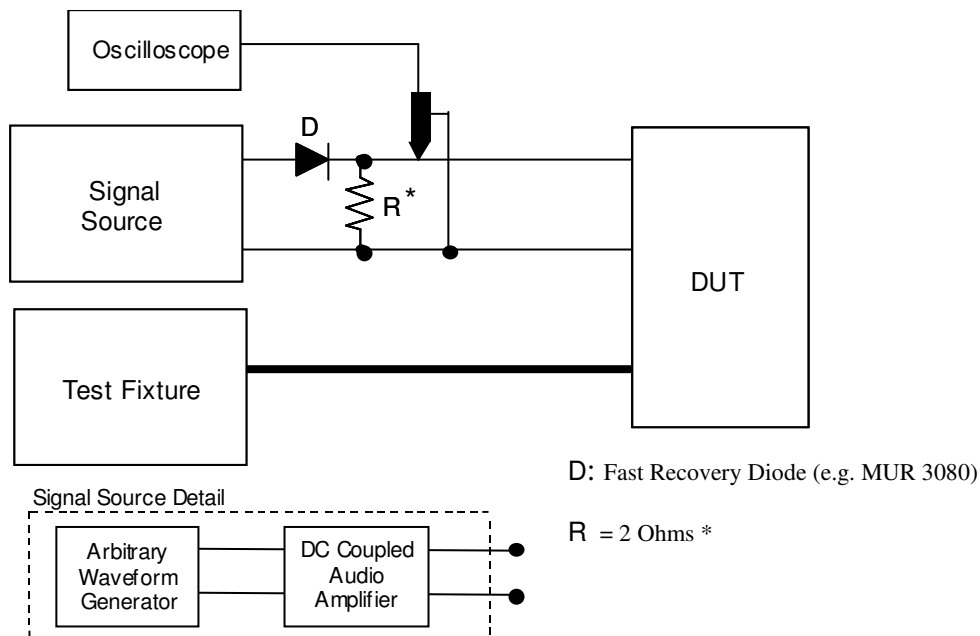 Oscilloscope
D
Signal
Source
R*
DUT
Test Fixture
D: Fast Recovery Diode (e.g. MUR 3080)
Signal Source Detail
R = 2 Ohms *
Arbitrary
Waveform
Generator
DC Coupled
Audio
Amplifier